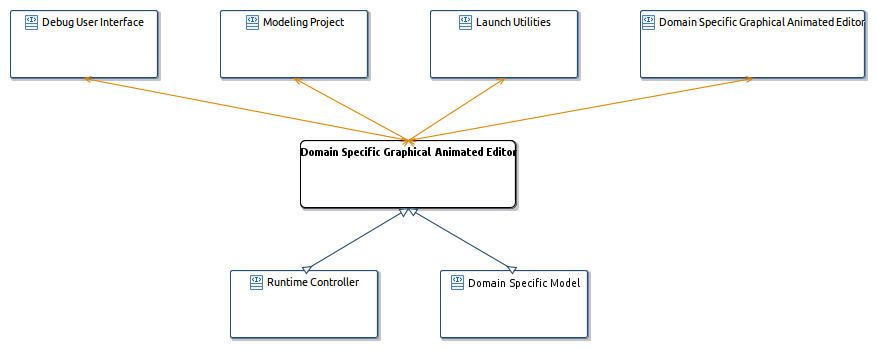 Debug User Interface
Modeling Project
Launch Utilities
Domain Specific Graphical Animated Editor
Domain Specific Graphical Animated Editor
Runtime Controller
Domain Specific Model